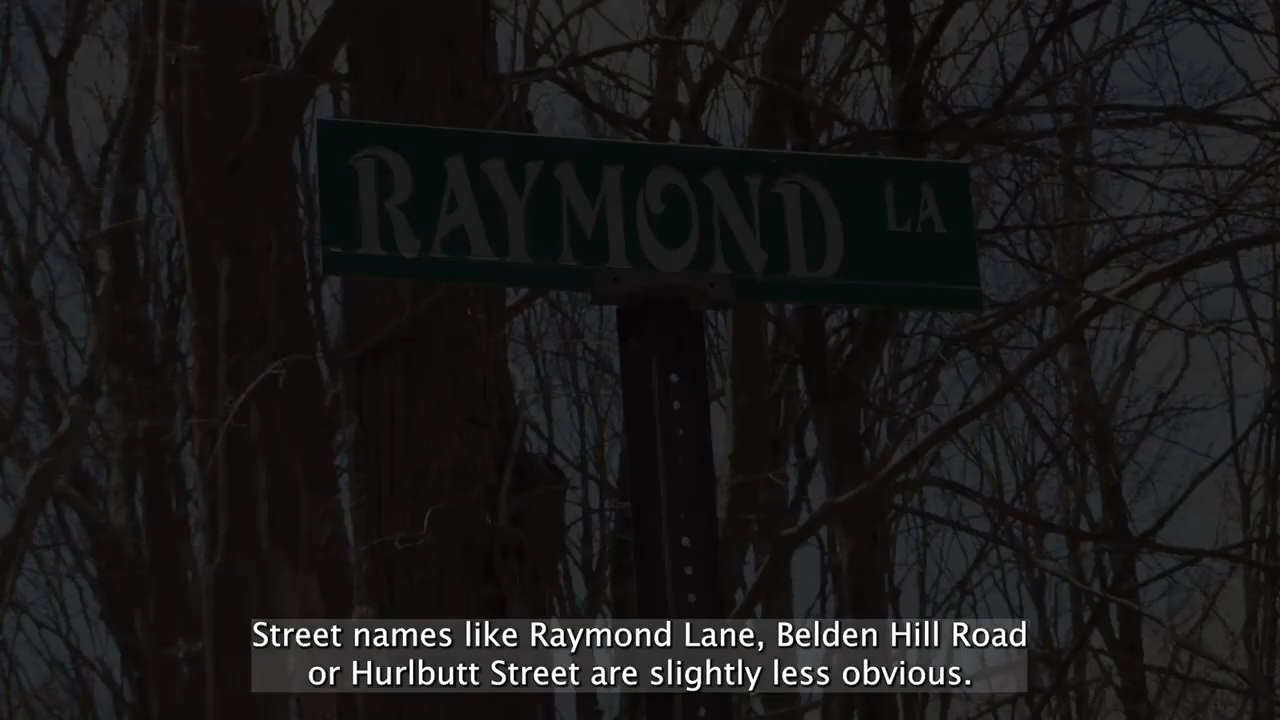 RAYMOND LA
Street names like Raymond Lane, Belden Hill Road
or Hurlbutt Street are slightly less obvious.